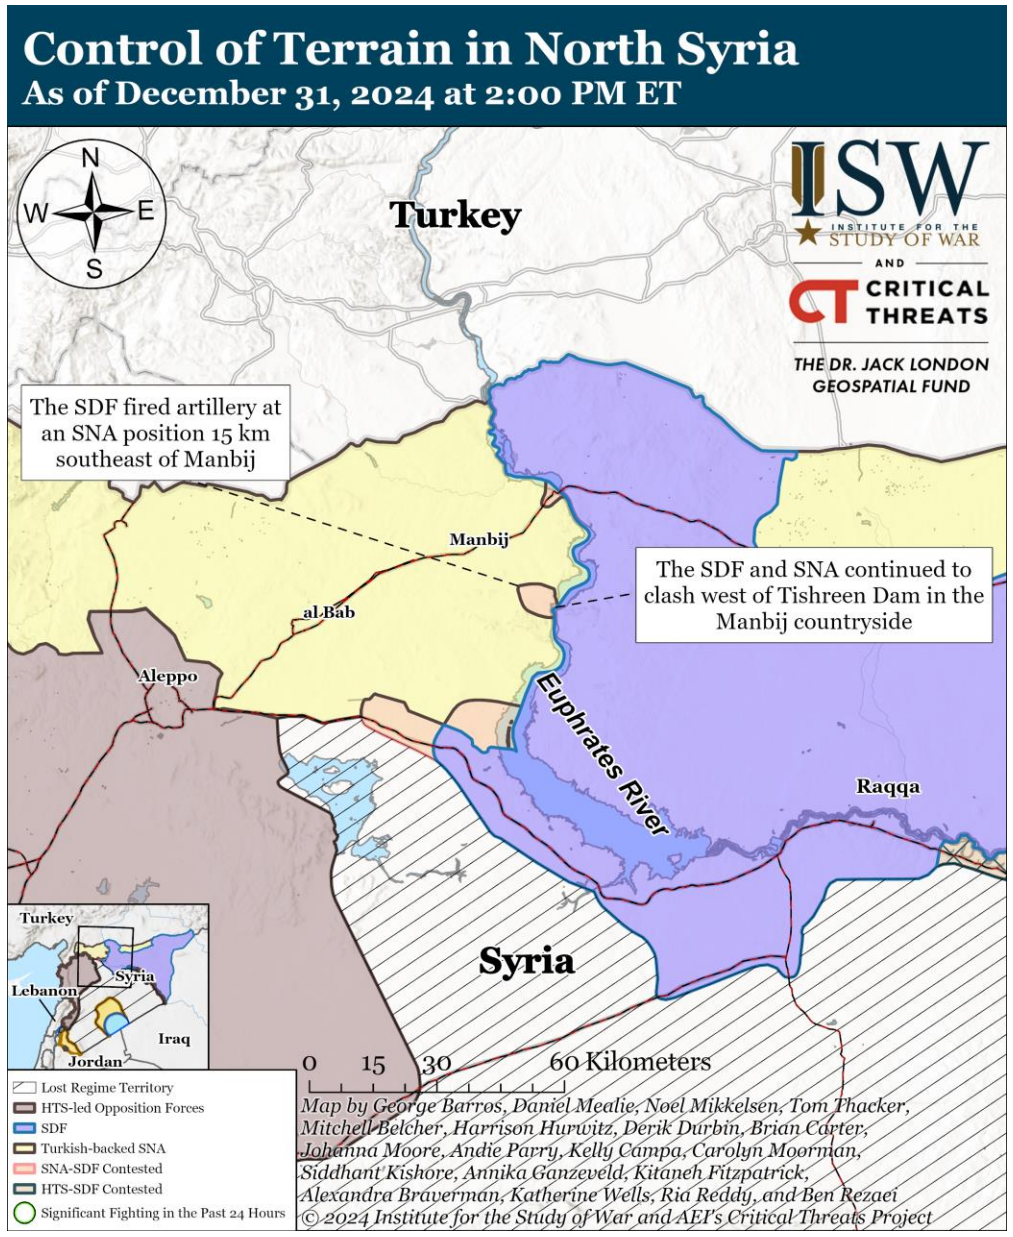 Control of Terrain in North Syria
As of December 31, 2024 at 2:00 PM ET
N
W
E
S
Turkey
ISW
INSTITUTE FOR THE
STUDY OF WAR
AND
CT CRITICAL
THREATS
THE DR. JACK LONDON
GEOSPATIAL FUND
The SDF fired artillery at
an SNA position 15 km
southeast of Manbij
Manbij
The SDF and SNA continued to
clash west of Tishreen Dam in the
Manbij countryside
al Bab
Aleppo
Euphrates River
Raqqa
Syria
Turkey
Syria
Lebanon
Iraq
Jordan
0 15 30 60 Kilometers
Lost Regime Territory
HTS-led Opposition Forces
SDF
Turkish-backed SNA
SNA-SDF Contested
HTS-SDF Contested
Significant Fighting in the Past 24 Hours
Map by George Barros, Daniel Mealie, Noel Mikkelsen, Tom Thacker,
Mitchell Belcher, Harrison Hurwitz, Derik Durbin, Brian Carter,
Johanna Moore, Andie Parry, Kelly Campa, Carolyn Moorman,
Siddhant Kishore, Annika Ganzeveld, Kitaneh Fitzpatrick,
Alexandra Braverman, Katherine Wells, Ria Reddy, and Ben Rezaei
© 2024 Institute for the Study of War and AEI's Critical Threats Project